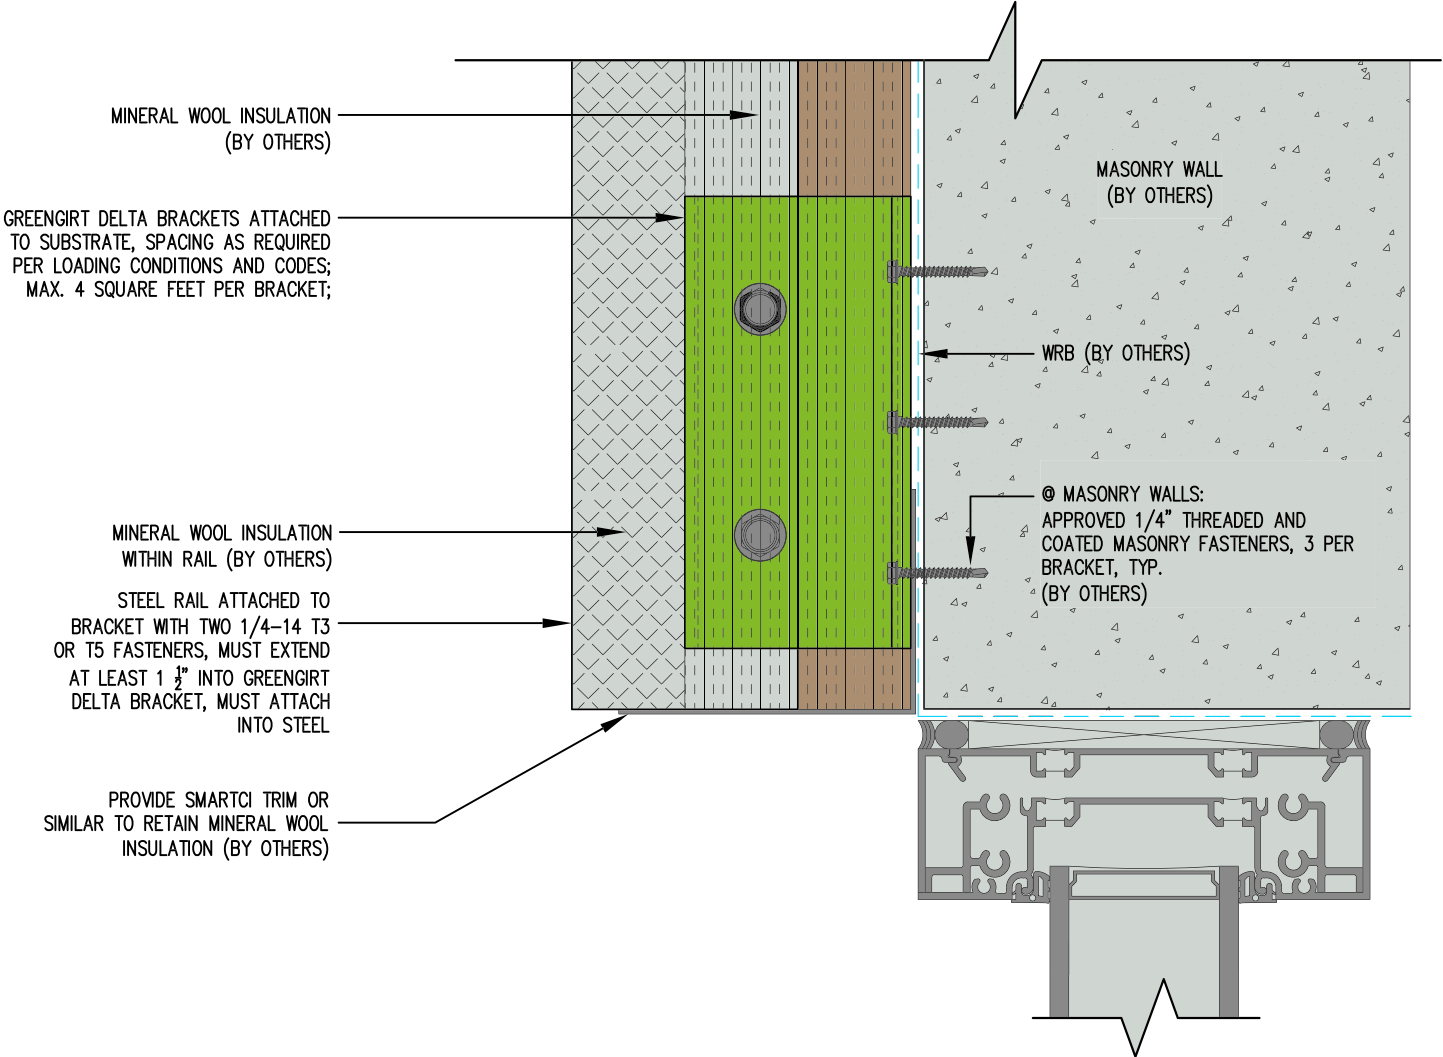 MINERAL WOOL INSULATION
(BY OTHERS)
GREENGIRT DELTA BRACKETS ATTACHED
TO SUBSTRATE, SPACING AS REQUIRED
PER LOADING CONDITIONS AND CODES;
MAX. 4 SQUARE FEET PER BRACKET;
MINERAL WOOL INSULATION
WITHIN RAIL (BY OTHERS)
STEEL RAIL ATTACHED TO
BRACKET WITH TWO 1/4-14 T3
OR T5 FASTENERS, MUST EXTEND
AT LEAST 1 1/2" INTO GREENGIRT
DELTA BRACKET, MUST ATTACH
INTO STEEL
PROVIDE SMARTCI TRIM OR
SIMILAR TO RETAIN MINERAL WOOL
INSULATION (BY OTHERS)
MASONRY WALL
(BY OTHERS)
WRB (BY OTHERS)
@ MASONRY WALLS:
APPROVED 1/4" THREADED AND
COATED MASONRY FASTENERS, 3 PER
BRACKET, TYP.
(BY OTHERS)